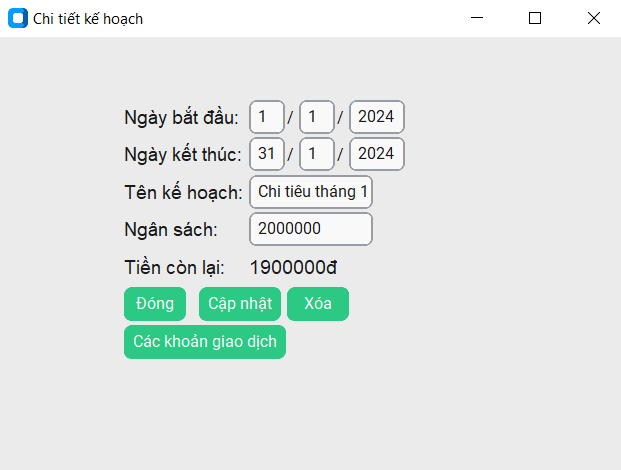 Chi tiết kế hoạch
Ngày bắt đầu: 1 / 1 / 2024
Ngày kết thúc: 31 / 1 / 2024
Tên kế hoạch: Chi tiêu tháng 1
Ngân sách: 2000000
Tiền còn lại: 1900000đ
Đóng Cập nhật Xóa
Các khoản giao dịch